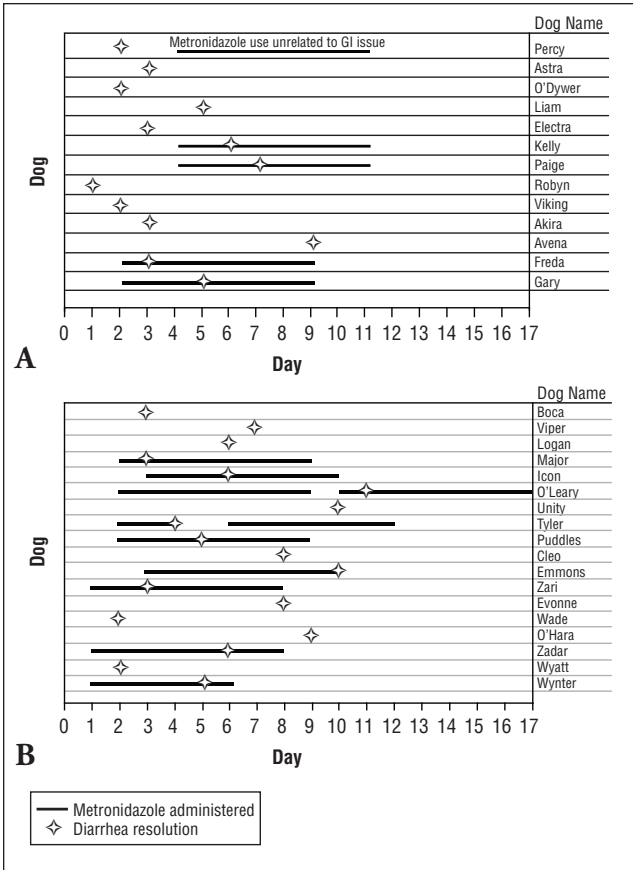 Dog Name
Metronidazole use unrelated to GI issue
Percy
Astra
O'Dywer
Liam
Electra
Kelly
Paige
Robyn
Viking
Akira
Avena
Freda
Gary
Dog
0 1 2 3 4 5 6 7 8 9 10 11 12 13 14 15 16 17
A
Day
Dog Name
Boca
Viper
Logan
Major
Icon
O'Leary
Unity
Tyler
Puddles
Cleo
Emmons
Zari
Evonne
Wade
O'Hara
Zadar
Wyatt
Wynter
Dog
0 1 2 3 4 5 6 7 8 9 10 11 12 13 14 15 16 17
B
Day
Metronidazole administered
Diarrhea resolution